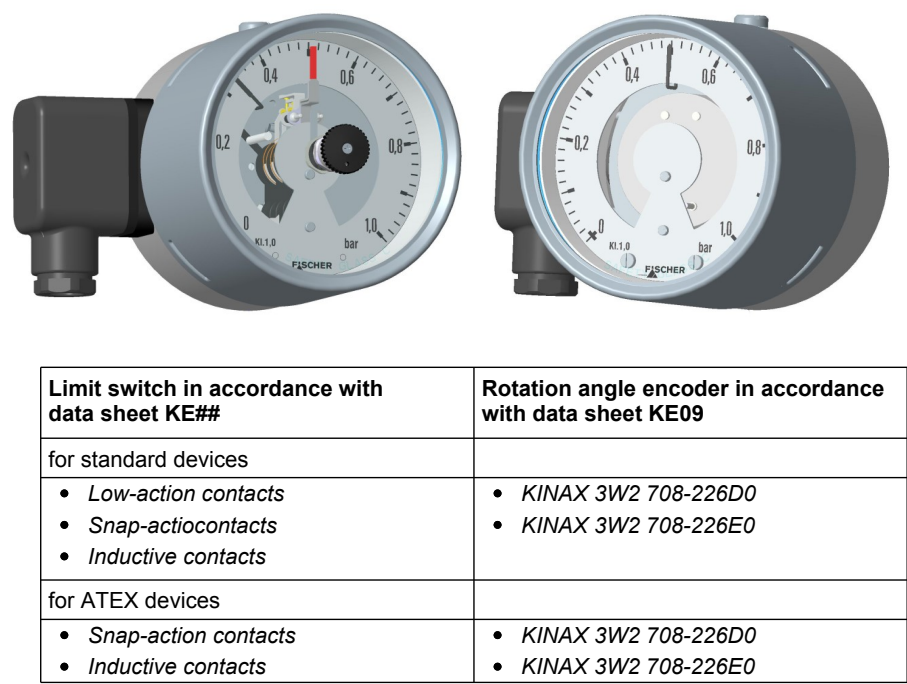 0,4
0,6
0,2
0,8
0
1,0
Kl.1,0
bar
FISCHER
0,4
0,6
0,2
0,8
0
1,0
Kl.1,0
bar
FISCHER
Limit switch in accordance with
data sheet KE##
Rotation angle encoder in accordance
with data sheet KE09
for standard devices
• Low-action contacts
• Snap-actiocontacts
• Inductive contacts
• KINAX 3W2 708-226D0
• KINAX 3W2 708-226E0
for ATEX devices
• Snap-action contacts
• Inductive contacts
• KINAX 3W2 708-226D0
• KINAX 3W2 708-226E0